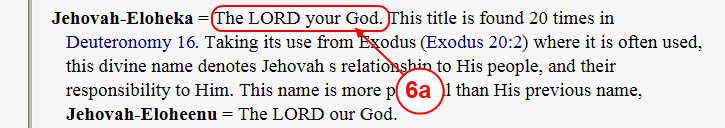 Jehovah-Eloheka = The LORD your God. This title is found 20 times in
Deuteronomy 16. Taking its use from Exodus (Exodus 20:2) where it is often used,
this divine name denotes Jehovah s relationship to His people, and their
responsibility to Him. This name is more p l than His previous name,
6a
Jehovah-Eloheenu = The LORD our God.